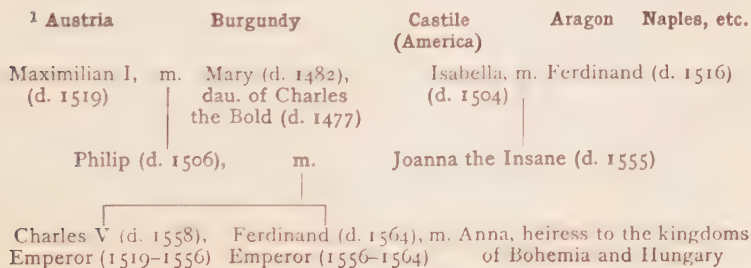 1 Austria Burgundy Castile Aragon Naples, etc.
(America)
Maximilian I, m. Mary (d. 1482), Isabella, m. Ferdinand (d. 1516)
(d. 1519) dau. of Charles (d. 1504)
the Bold (d. 1477)
Philip (d. 1506), m. Joanna the Insane (d. 1555)
Charles V (d. 1558), Ferdinand (d. 1564), m. Anna, heiress to the kingdoms
Emperor (1519–1556) Emperor (1556–1564) of Bohemia and Hungary